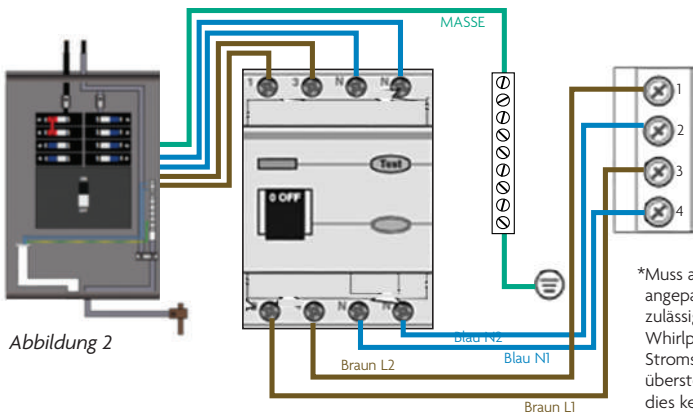 MASSE
1 3 N N
Test
0 OFF
1
2
3
4
N N
Abbildung 2
Braun L2
Blau N2
Blau N1
Braun L1
*Muss a
angepa
zulässig
Whirlp
Stroms
überst
dies ke